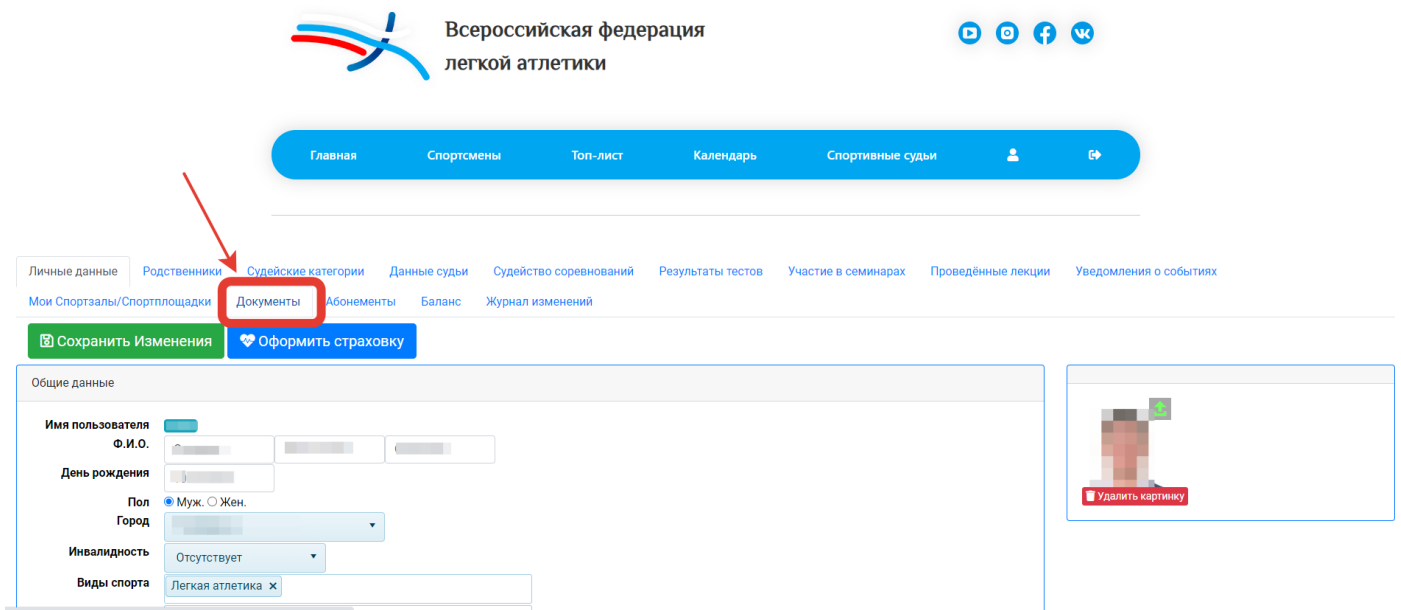 Всероссийская федерация
легкой атлетики
Главная Спортсмены Топ-лист Календарь Спортивные судьи
Личные данные Родственники Судейские категории Данные судьи Судейство соревнований Результаты тестов Участие в семинарах Проведённые лекции Уведомления о событиях
Мои Спортзалы/Спортплощадки Документы Абонементы Баланс Журнал изменений
Сохранить Изменения Оформить страховку
Общие данные
Имя пользователя
Ф.И.О.
День рождения
Пол Муж. Жен.
Город
Инвалидность Отсутствует
Виды спорта Легкая атлетика ×
Удалить картинку